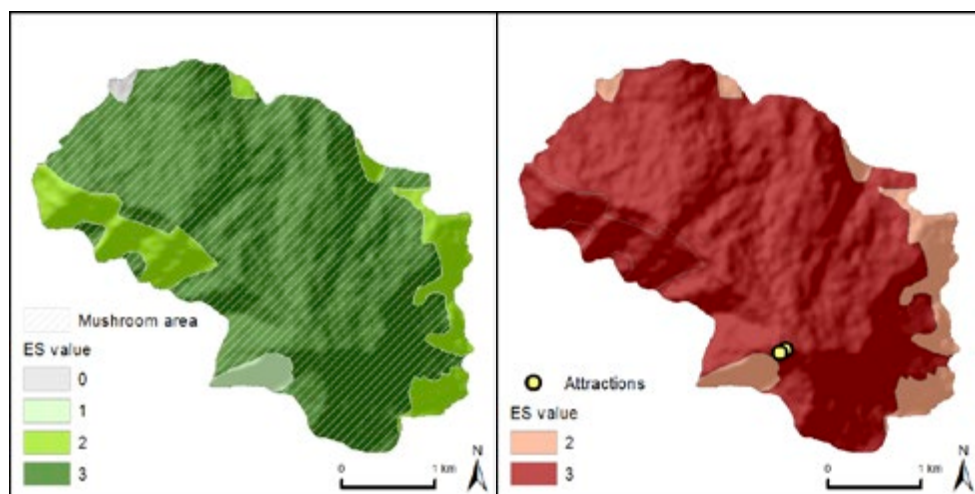 Mushroom area
ES value
0
1
2
3
N
0 1 km
Attractions
ES value
2
3
N
0 1 km